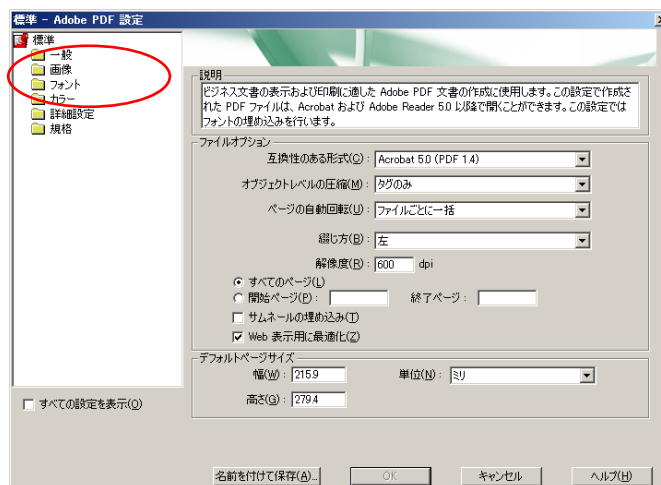 標準 - Adobe PDF 設定
標準
一般
画像
フォント
カラー
詳細設定
規格
すべての設定を表示(O)
説明
ビジネス文書の表示および印刷に適した Adobe PDF 文書の作成に使用します。この設定で作成さ
れた PDF ファイルは、Acrobat および Adobe Reader 5.0 以降で開くことができます。この設定では
フォントの埋め込みを行います。
ファイルオプション
互換性のある形式(C): Acrobat 5.0 (PDF 1.4)
オブジェクトレベルの圧縮(M): タグのみ
ページの自動回転(U): ファイルごとに一括
綴じ方(B): 左
解像度(R): 600 dpi
すべてのページ(L)
開始ページ(P): 終了ページ:
サムネールの埋め込み(T)
Web 表示用に最適化(Z)
デフォルトページサイズ
幅(W): 215.9 単位(N): ミリ
高さ(G): 279.4
名前を付けて保存(A)... OK キャンセル ヘルプ(H)